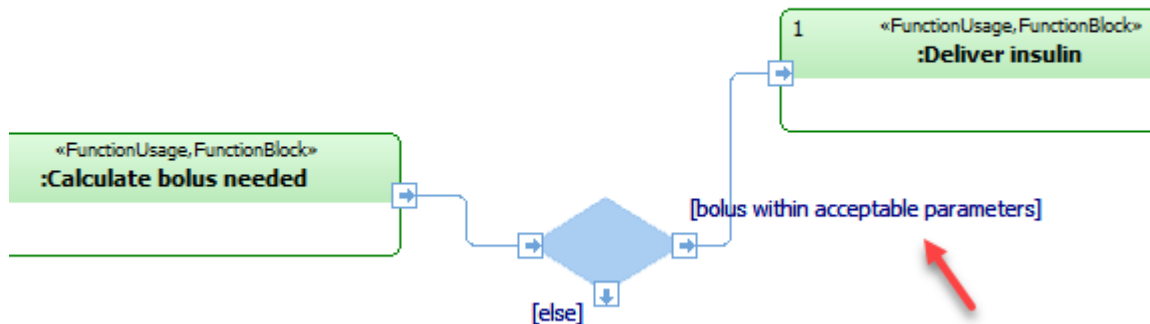 1
«FunctionUsage,FunctionBlock»
:Deliver insulin
«FunctionUsage,FunctionBlock»
:Calculate bolus needed
[bolus within acceptable parameters]
[else]